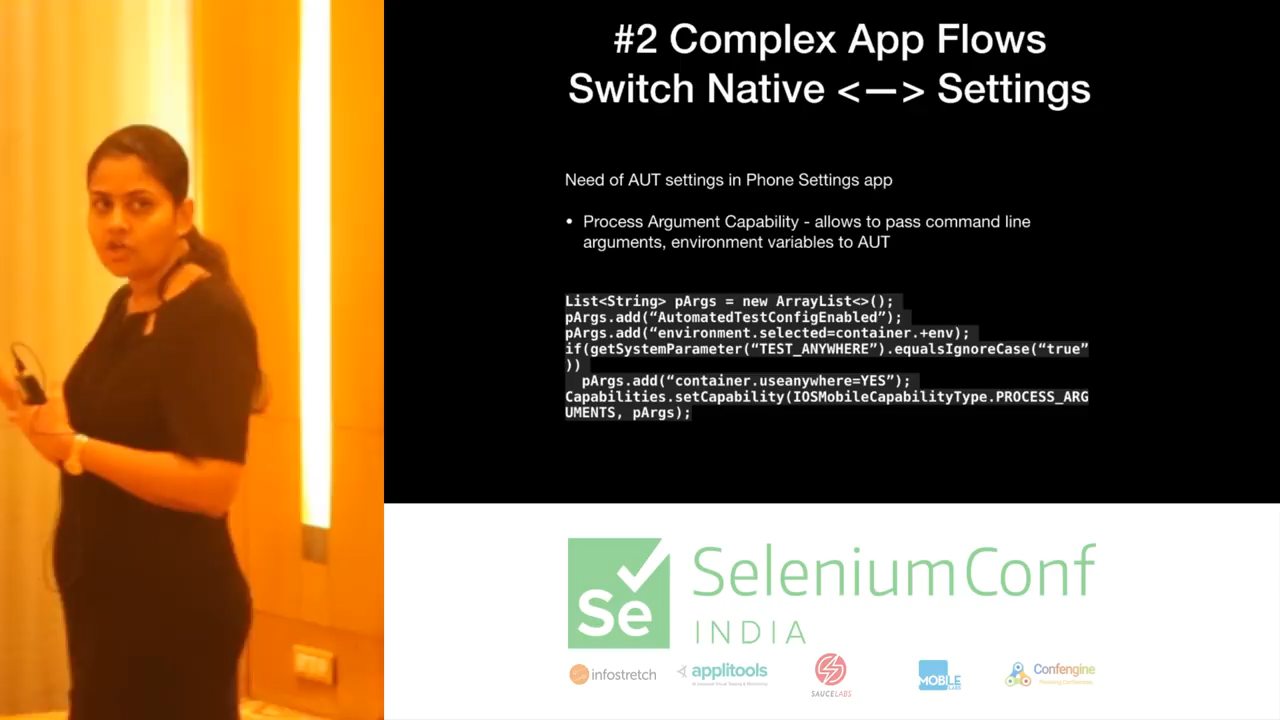 #2 Complex App Flows
Switch Native <—> Settings
Need of AUT settings in Phone Settings app
• Process Argument Capability - allows to pass command line
arguments, environment variables to AUT
List<String> pArgs = new ArrayList<>();
pArgs.add(“AutomatedTestConfigEnabled”);
pArgs.add(“environment.selected=container.+env);
if(getSystemParameter(“TEST_ANYWHERE”).equalsIgnoreCase(“true”
))
pArgs.add(“container.useanywhere=YES”);
Capabilities.setCapability(IOSMobileCapabilityType.PROCESS_ARG
UMENTS, pArgs);
Se
SeleniumConf
INDIA
infostretch
applitools
SAUCELABS
MOBILE
LABS
Confengine